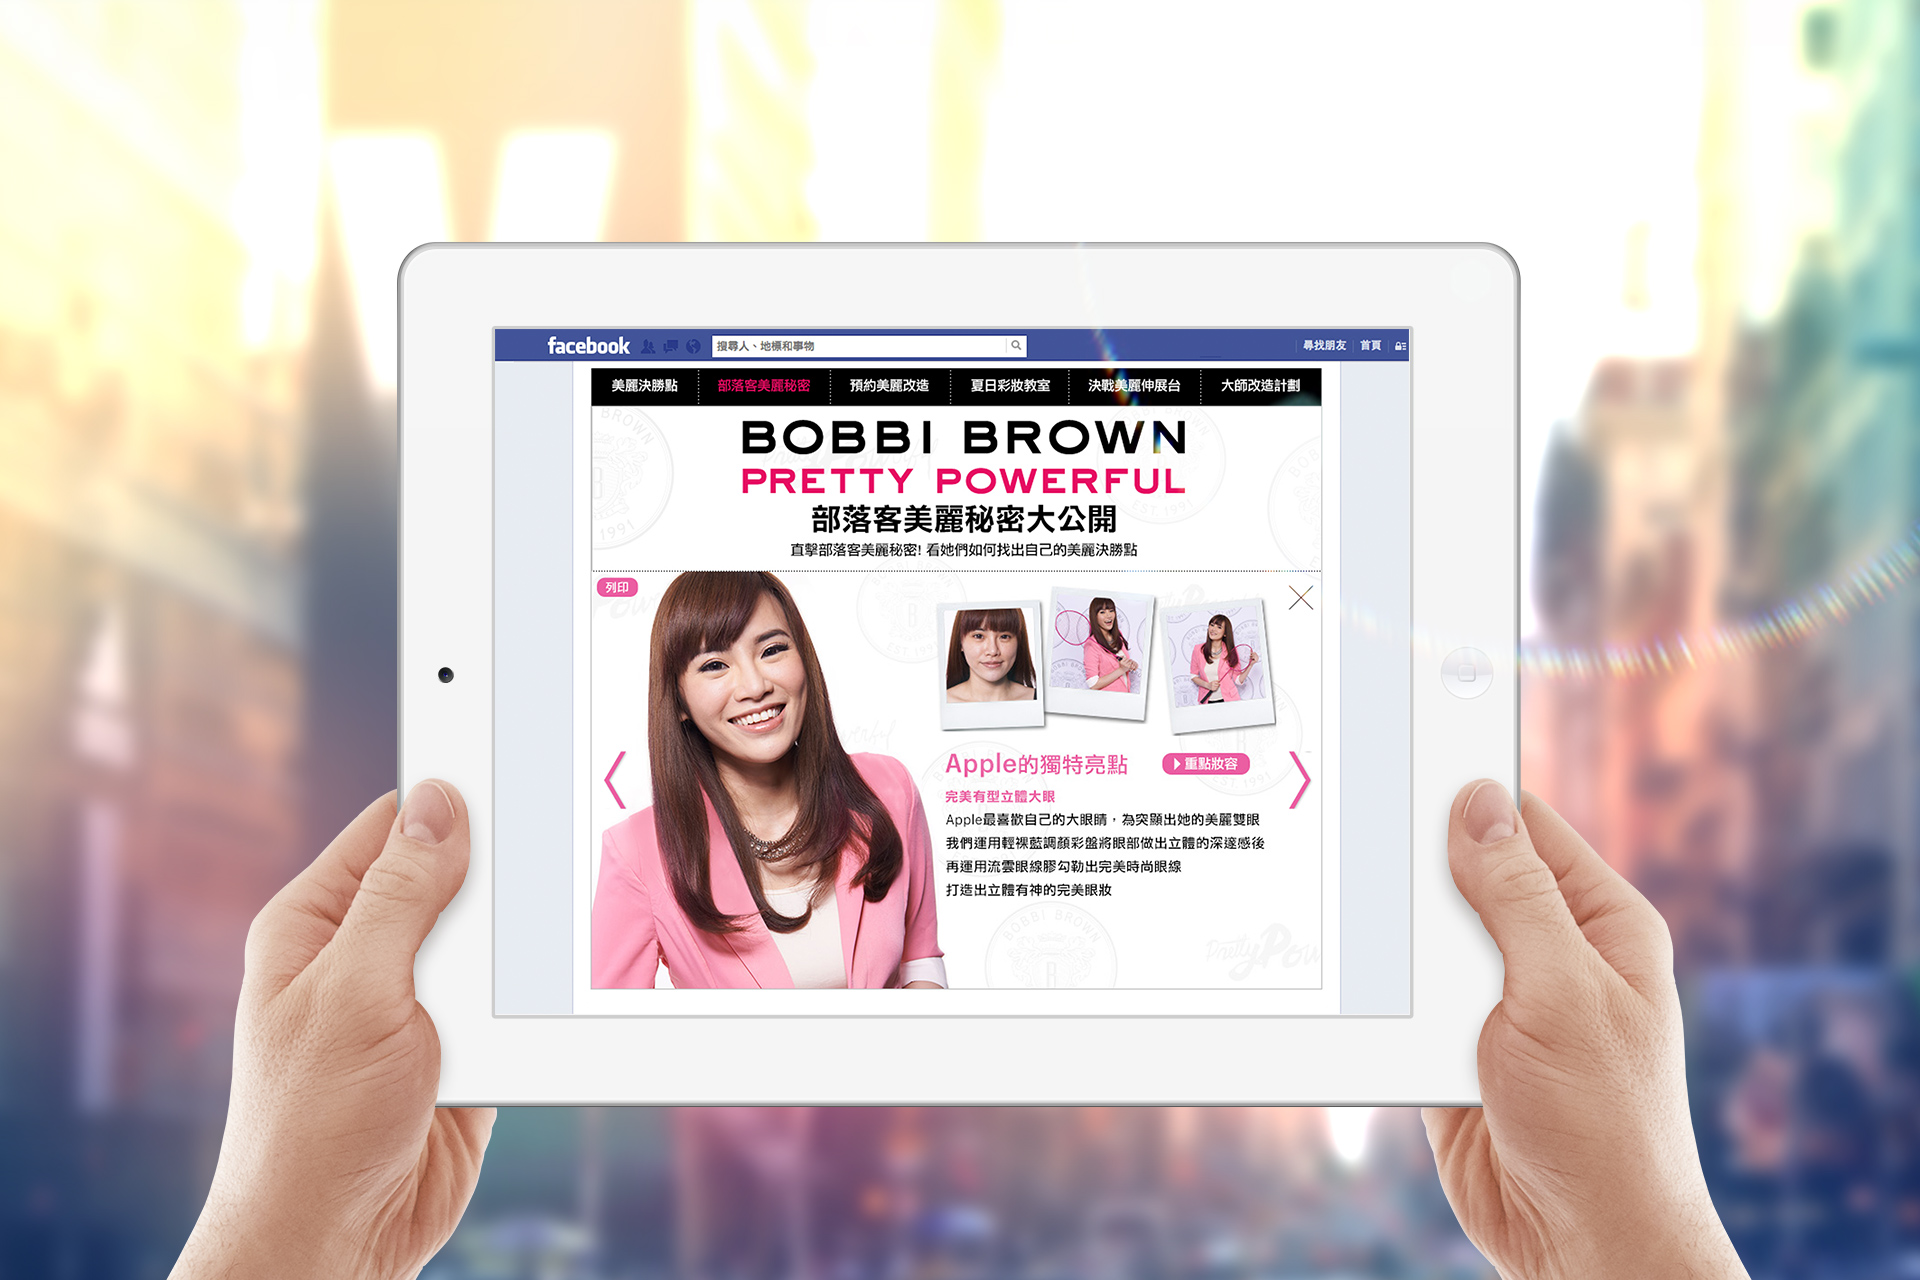 facebook
搜尋人、地標和事物
尋找朋友 首頁
美麗決勝點 部落客美麗秘密 預約美麗改造 夏日彩妝教室 決戰美麗伸展台 大師改造計劃
BOBBI BROWN
PRETTY POWERFUL
部落客美麗秘密大公開
直擊部落客美麗秘密! 看她們如何找出自己的美麗決勝點
列印
Apple的獨特亮點
重點妝容
完美有型立體大眼
Apple最喜歡自己的大眼睛，為突顯出她的美麗雙眼
我們運用輕裸藍調顏彩盤將眼部做出立體的深邃感後
再運用流雲眼線膠勾勒出完美時尚眼線
打造出立體有神的完美眼妝
BOBBI BROWN
Pretty Pow